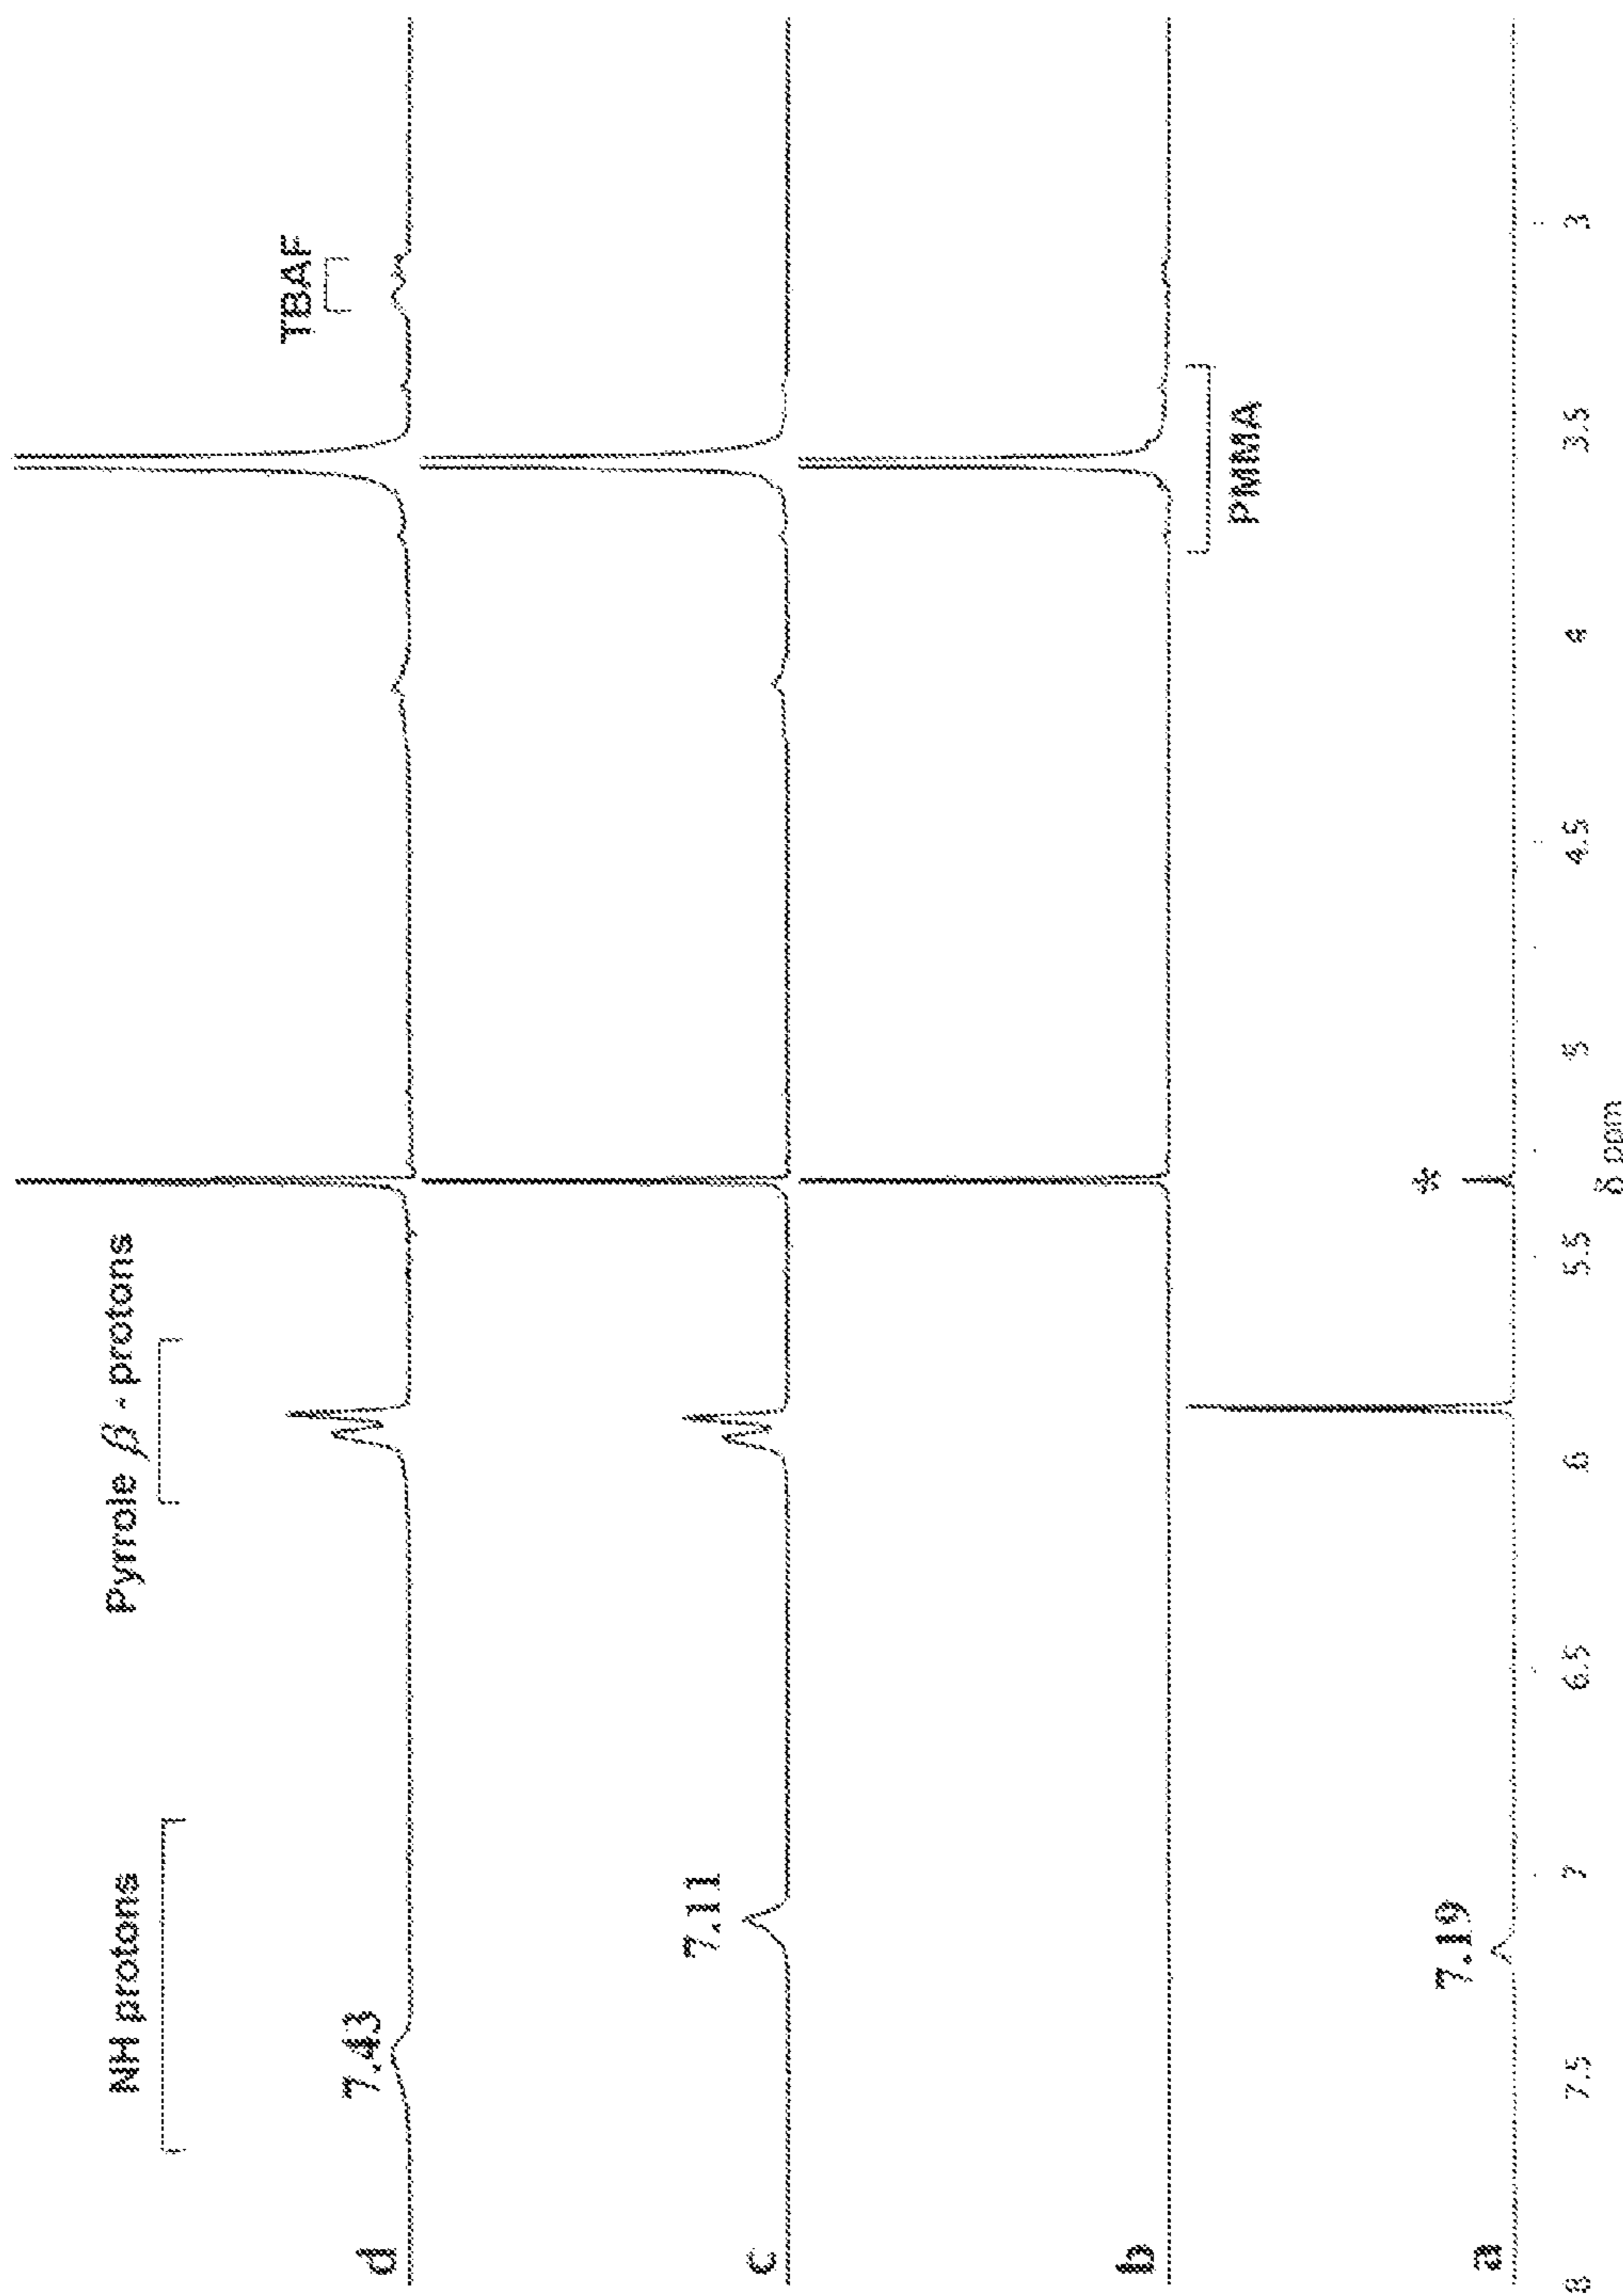 NH protons
Pyrrole β - protons
TBAF
d
7.43
c
7.11
b
PMMA
a
7.19
*
8
7.5
7
6.5
6
5.5
5
4.5
4
3.5
3
δ ppm